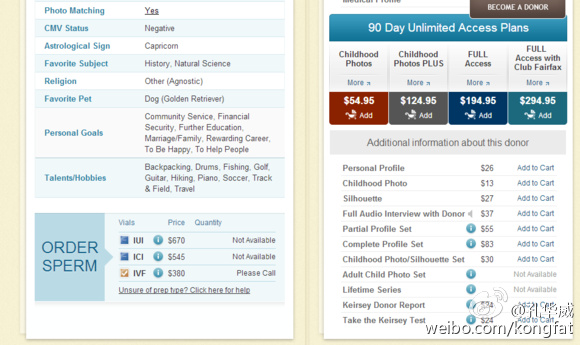 Photo Matching Yes
CMV Status Negative
Astrological Sign Capricorn
Favorite Subject History, Natural Science
Religion Other (Agnostic)
Favorite Pet Dog (Golden Retriever)
Personal Goals Community Service, Financial
Security, Further Education,
Marriage/Family, Rewarding Career,
To Be Happy, To Help People
Talents/Hobbies Backpacking, Drums, Fishing, Golf,
Guitar, Hiking, Piano, Soccer, Track
& Field, Travel
ORDER
SPERM
Vials Price Quantity
IUI $670 Not Available
ICI $545 Not Available
IVF $380 Please Call
Unsure of prep type? Click here for help
BECOME A DONOR
90 Day Unlimited Access Plans
Childhood
Photos
More
$54.95
Add
Childhood
Photos PLUS
More
$124.95
Add
FULL
Access
More
$194.95
Add
FULL
Access with
Club Fairfax
More
$294.95
Add
Additional information about this donor
Personal Profile $26 Add to Cart
Childhood Photo $13 Add to Cart
Silhouette $27 Add to Cart
Full Audio Interview with Donor $37 Add to Cart
Partial Profile Set $55 Add to Cart
Complete Profile Set $83 Add to Cart
Childhood Photo/Silhouette Set $30 Add to Cart
Adult Child Photo Set Not Available
Lifetime Series Not Available
Keirsey Donor Report $24 Add to Cart
Take the Keirsey Test $24 Add to Cart
weibo.com/kongfat